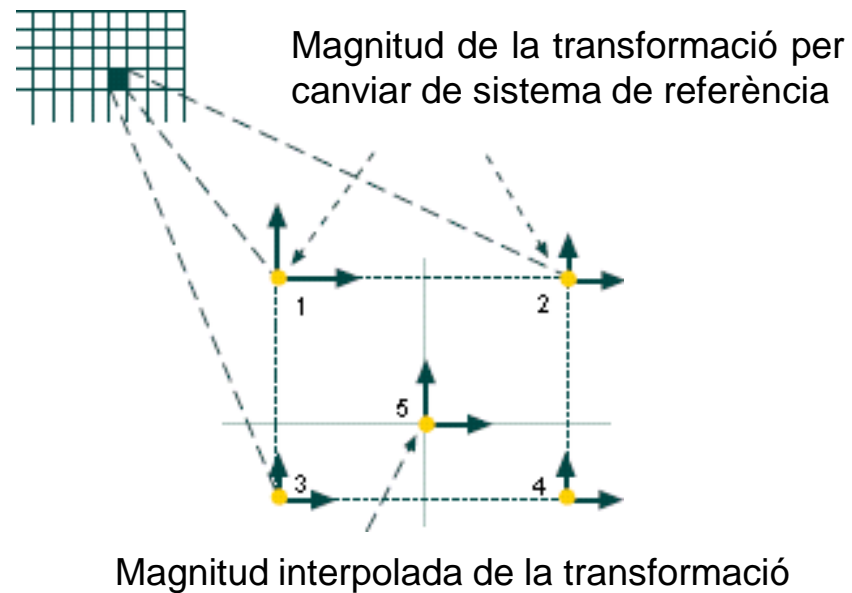 Magnitud de la transformació per
canviar de sistema de referència
1
2
5
3
4
Magnitud interpolada de la transformació